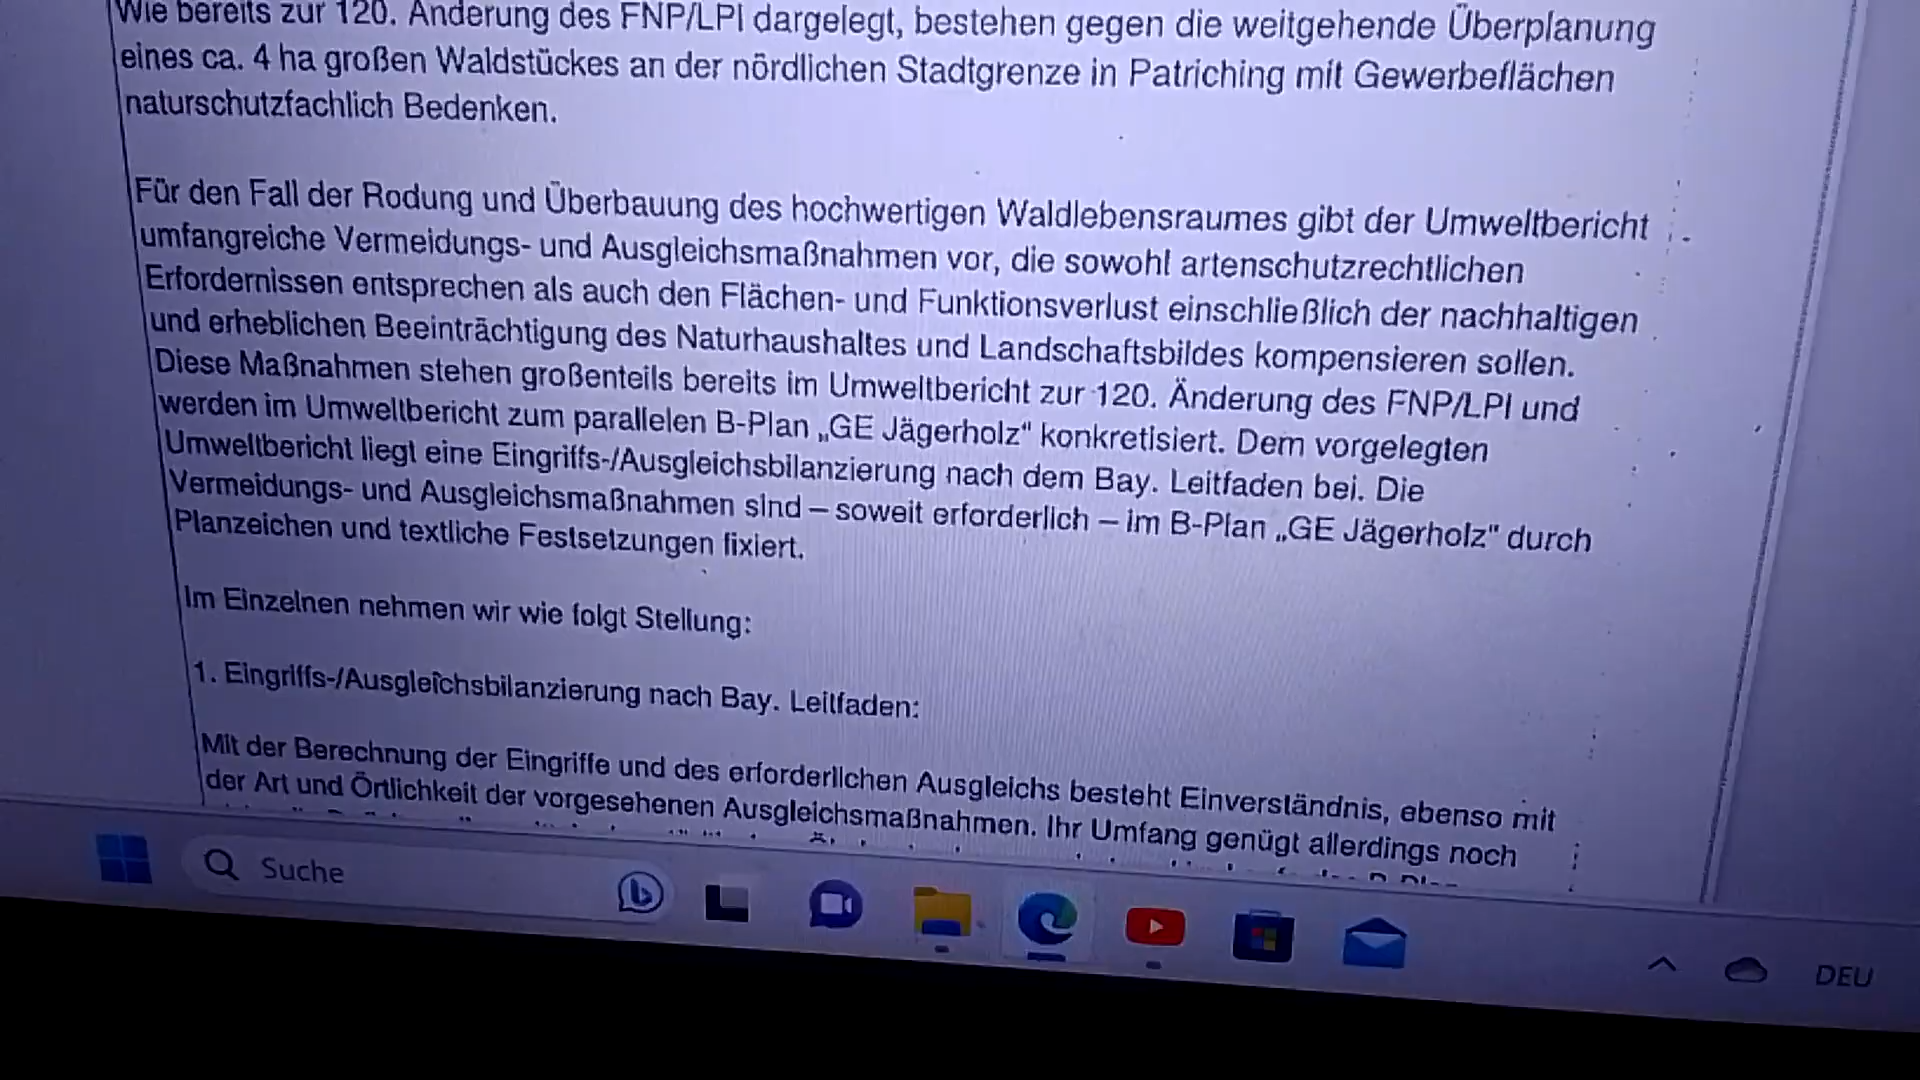 Wie bereits zur 120. Änderung des FNP/LPl dargelegt, bestehen gegen die weitgehende Überplanung
eines ca. 4 ha großen Waldstückes an der nördlichen Stadtgrenze in Patriching mit Gewerbeflächen
naturschutzfachlich Bedenken.
Für den Fall der Rodung und Überbauung des hochwertigen Waldlebensraumes gibt der Umweltbericht
umfangreiche Vermeidungs- und Ausgleichsmaßnahmen vor, die sowohl artenschutzrechtlichen
Erfordernissen entsprechen als auch den Flächen- und Funktionsverlust einschließlich der nachhaltigen
und erheblichen Beeinträchtigung des Naturhaushaltes und Landschaftsbildes kompensieren sollen.
Diese Maßnahmen stehen großenteils bereits im Umweltbericht zur 120. Änderung des FNP/LPl und
werden im Umweltbericht zum parallelen B-Plan „GE Jägerholz“ konkretisiert. Dem vorgelegten
Umweltbericht liegt eine Eingriffs-/Ausgleichsbilanzierung nach dem Bay. Leitfaden bei. Die
Vermeidungs- und Ausgleichsmaßnahmen sind – soweit erforderlich – im B-Plan „GE Jägerholz“ durch
Planzeichen und textliche Festsetzungen fixiert.
Im Einzelnen nehmen wir wie folgt Stellung:
1. Eingriffs-/Ausgleichsbilanzierung nach Bay. Leitfaden:
Mit der Berechnung der Eingriffe und des erforderlichen Ausgleichs besteht Einverständnis, ebenso mit
der Art und Örtlichkeit der vorgesehenen Ausgleichsmaßnahmen. Ihr Umfang genügt allerdings noch
Suche
DEU